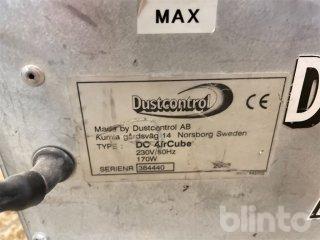 MAX
Dustcontrol
CE
Made by Dustcontrol AB
Kumla gårdsväg 14 Norsborg Sweden
TYPE: DC AirCube
230V/50Hz
170W
SERIENR 384440
D
blinto